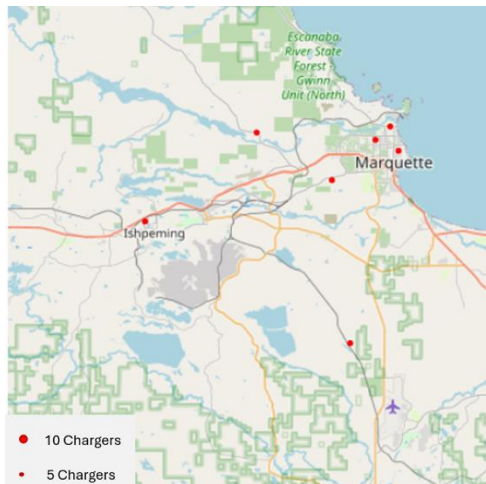 Escanaba
River State
Forest -
Gwinn
Unit (North)
Marquette
Ishpeming
10 Chargers
5 Chargers